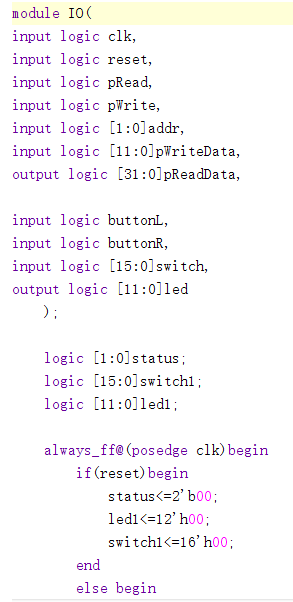 module IO(
input logic clk,
input logic reset,
input logic pRead,
input logic pWrite,
input logic [1:0]addr,
input logic [11:0]pWriteData,
output logic [31:0]pReadData,
input logic buttonL,
input logic buttonR,
input logic [15:0]switch,
output logic [11:0]led
);
logic [1:0]status;
logic [15:0]switch1;
logic [11:0]led1;
always_ff@(posedge clk)begin
if(reset)begin
status<=2'b00;
led1<=12'h00;
switch1<=16'h00;
end
else begin